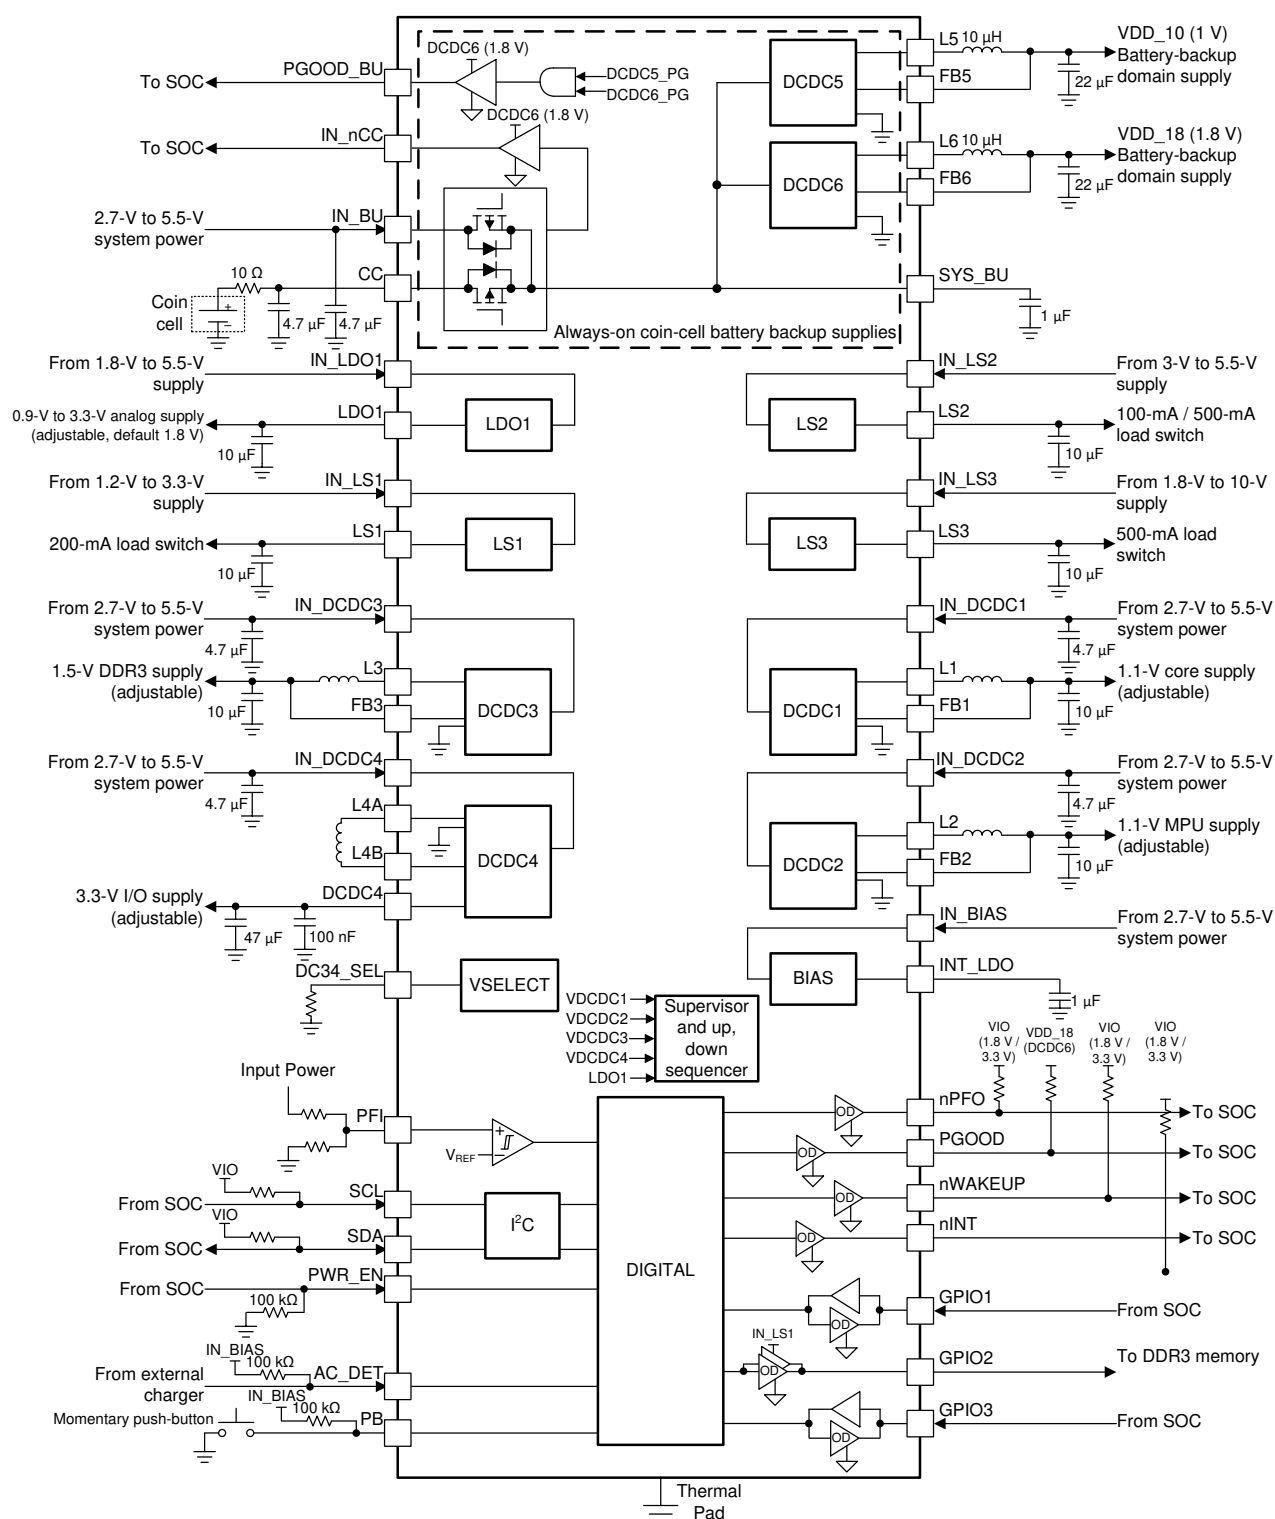 DCDC6 (1.8 V)
PGOOD_BU
To SOC
DCDC5_PG
DCDC6_PG
DCDC6 (1.8 V)
IN_nCC
To SOC
2.7-V to 5.5-V
system power
IN_BU
10 Ω
CC
Coin
cell
+
−
4.7 µF
4.7 µF
DCDC5
L5
10 µH
FB5
22 µF
VDD_10 (1 V)
Battery-backup
domain supply
DCDC6
L6
10 µH
FB6
22 µF
VDD_18 (1.8 V)
Battery-backup
domain supply
SYS_BU
1 µF
Always-on coin-cell battery backup supplies
From 1.8-V to 5.5-V
supply
IN_LDO1
0.9-V to 3.3-V analog supply
(adjustable, default 1.8 V)
LDO1
10 µF
LDO1
IN_LS2
From 3-V to 5.5-V
supply
LS2
LS2
100-mA / 500-mA
load switch
10 µF
From 1.2-V to 3.3-V
supply
IN_LS1
200-mA load switch
LS1
10 µF
LS1
IN_LS3
From 1.8-V to 10-V
supply
LS3
LS3
500-mA load
switch
10 µF
From 2.7-V to 5.5-V
system power
IN_DCDC3
4.7 µF
1.5-V DDR3 supply
(adjustable)
L3
10 µF
FB3
DCDC3
IN_DCDC1
From 2.7-V to 5.5-V
system power
4.7 µF
DCDC1
L1
FB1
1.1-V core supply
(adjustable)
10 µF
From 2.7-V to 5.5-V
system power
IN_DCDC4
4.7 µF
L4A
L4B
DCDC4
DCDC4
3.3-V I/O supply
(adjustable)
47 µF
100 nF
IN_DCDC2
From 2.7-V to 5.5-V
system power
4.7 µF
DCDC2
L2
FB2
1.1-V MPU supply
(adjustable)
10 µF
DC34_SEL
VSELECT
IN_BIAS
From 2.7-V to 5.5-V
system power
BIAS
INT_LDO
1 µF
VDCDC1
VDCDC2
VDCDC3
VDCDC4
LDO1
Supervisor
and up,
down
sequencer
VIO
(1.8 V /
3.3 V)
VDD_18
(DCDC6)
VIO
(1.8 V /
3.3 V)
VIO
(1.8 V /
3.3 V)
Input Power
PFI
+
−
VREF
DIGITAL
OD
nPFO
To SOC
OD
PGOOD
To SOC
VIO
From SOC
SCL
VIO
From SOC
SDA
I2C
OD
nWAKEUP
To SOC
OD
nINT
To SOC
From SOC
PWR_EN
100 kΩ
OD
GPIO1
From SOC
IN_LS1
OD
GPIO2
To DDR3 memory
IN_BIAS
100 kΩ
From external
charger
AC_DET
IN_BIAS
100 kΩ
Momentary push-button
PB
OD
GPIO3
From SOC
Thermal
Pad